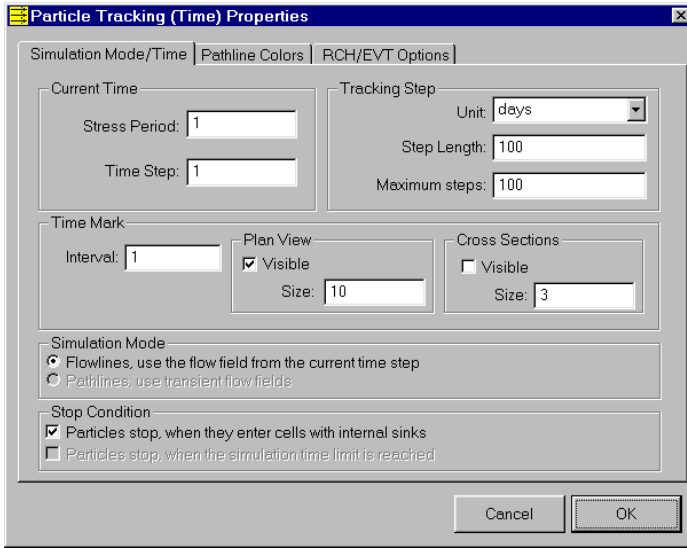 Particle Tracking (Time) Properties
Simulation Mode/Time
Pathline Colors
RCH/EVT Options
Current Time
Stress Period: 1
Time Step: 1
Tracking Step
Unit: days
Step Length: 100
Maximum steps: 100
Time Mark
Interval: 1
Plan View
Visible
Size: 10
Cross Sections
Visible
Size: 3
Simulation Mode
Flowlines, use the flow field from the current time step
Pathlines, use transient flow fields
Stop Condition
Particles stop, when they enter cells with internal sinks
Particles stop, when the simulation time limit is reached
Cancel
OK